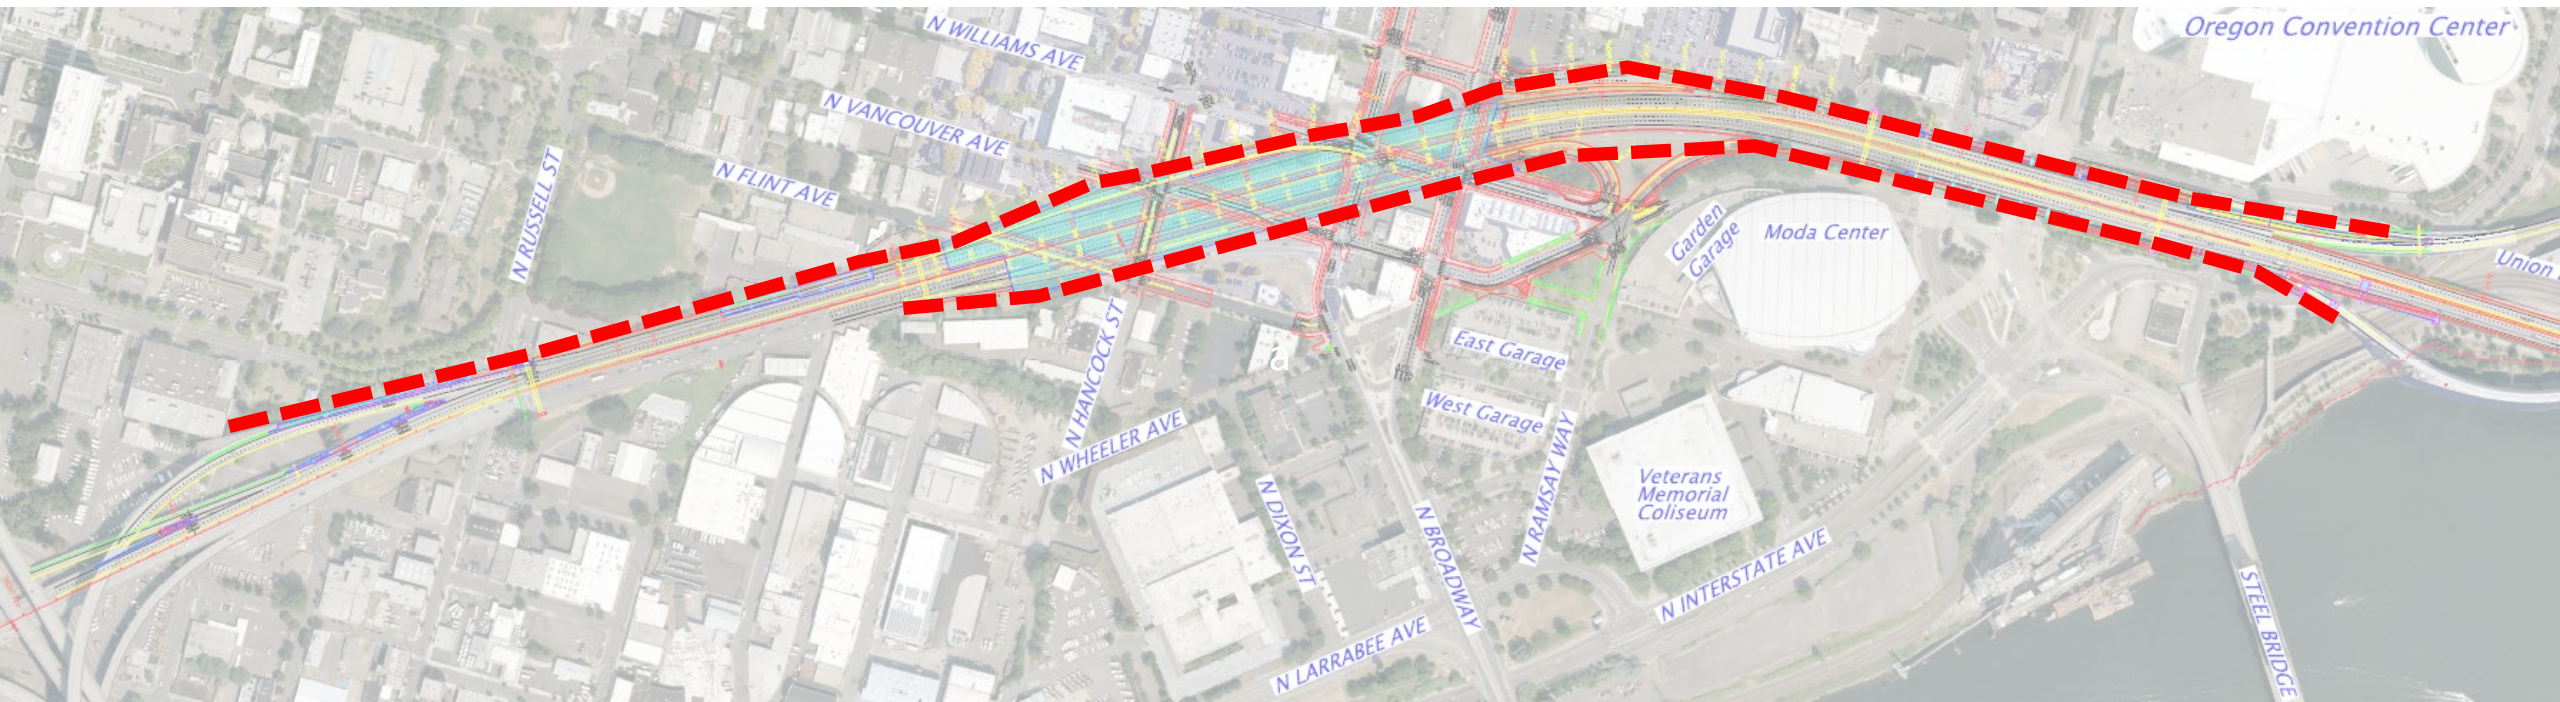 Oregon Convention Center
N WILLIAMS AVE
N VANCOUVER AVE
N FLINT AVE
N RUSSELL ST
Garden
Garage
Moda Center
Union
N HANCOCK ST
a
East Garage
West Garage
N WHEELER AVE
N DIXON ST
N BROADWAY
N RAMSAY WAY
Veterans
Memorial
Coliseum
N INTERSTATE AVE
N LARRABEE AVE
STEEL BRIDGE